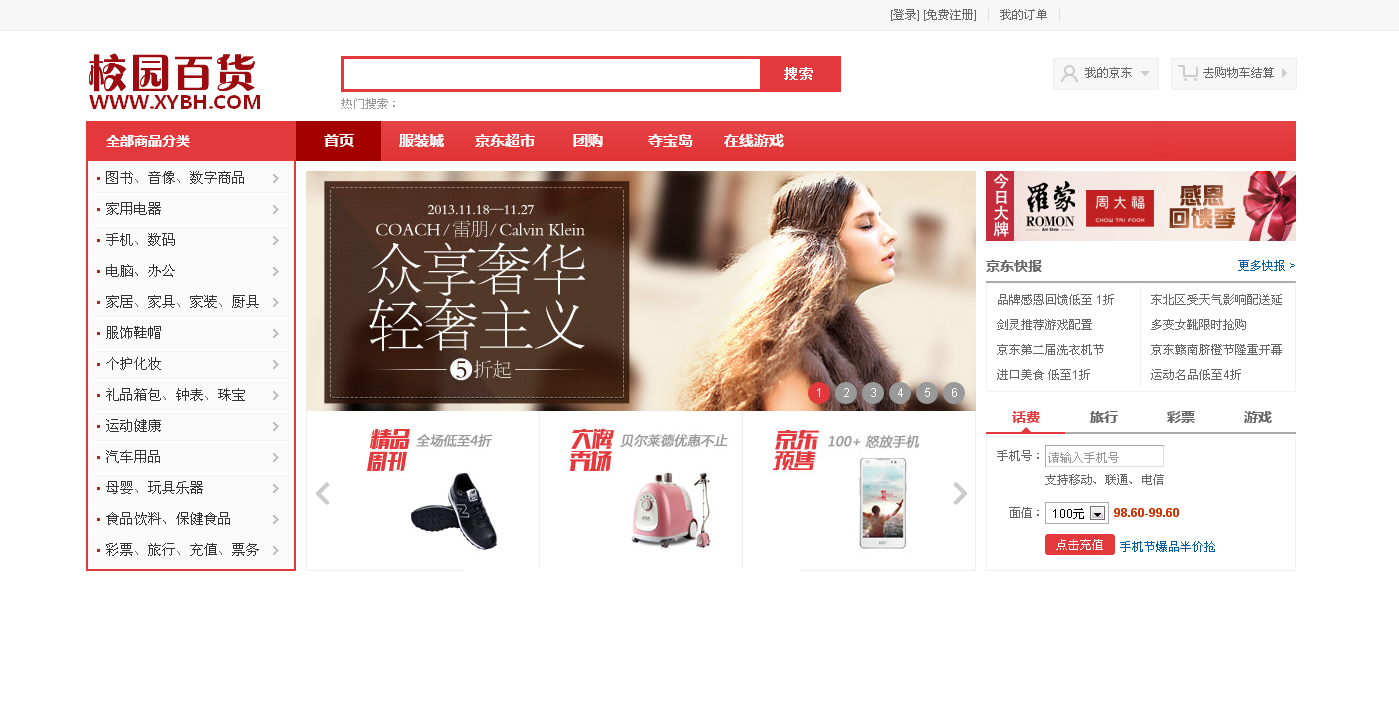 [登录] [免费注册] 我的订单
校园百货
WWW.XYBH.COM
搜索
热门搜索：
我的京东
去购物车结算
全部商品分类
首页 服装城 京东超市 团购 夺宝岛 在线游戏
图书、音像、数字商品
家用电器
手机、数码
电脑、办公
家居、家具、家装、厨具
服饰鞋帽
个护化妆
礼品箱包、钟表、珠宝
运动健康
汽车用品
母婴、玩具乐器
食品饮料、保健食品
彩票、旅行、充值、票务
2013.11.18—11.27
COACH/雷朋/Calvin Klein
众享奢华
轻奢主义
5折起
1 2 3 4 5 6
精品周刊 全场低至4折
大牌卖场 贝尔莱德优惠不止
京东预售 100+ 怒放手机
今日大牌
罗蒙
ROMON
周大福
CHOW TAI FOOK
感恩
回馈季
京东快报 更多快报 >
品牌感恩回馈低至 1折 东北区受天气影响配送延
剑灵推荐游戏配置 多变女靴限时抢购
京东第二届洗衣机节 京东赣南脐橙节隆重开幕
进口美食 低至1折 运动名品低至4折
话费 旅行 彩票 游戏
手机号： 请输入手机号
支持移动、联通、电信
面值： 100元 98.60-99.60
点击充值 手机节爆品半价抢